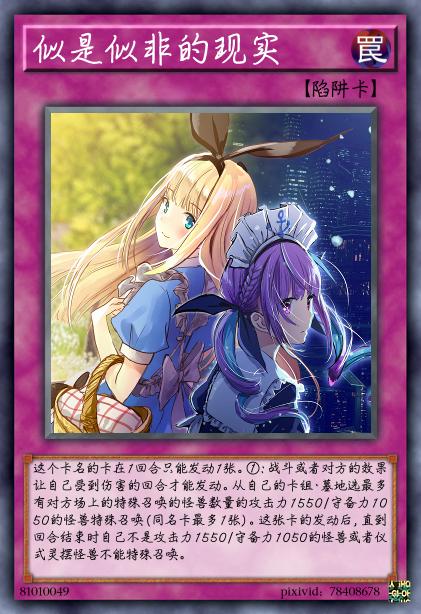 似是似非的现实
罠
【陷阱卡】
这个卡名的卡在1回合只能发动1张。①:战斗或者对方的效果
让自己受到伤害的回合才能发动。从自己的卡组·墓地选最多
有对方场上的特殊召唤的怪兽数量的攻击力1550/守备力10
50的怪兽特殊召唤(同名卡最多1张)。这张卡的发动后,直到
回合结束时自己不是攻击力1550/守备力1050的怪兽或者仪
式灵摆怪兽不能特殊召唤。
81010049 pixivid: 78408678